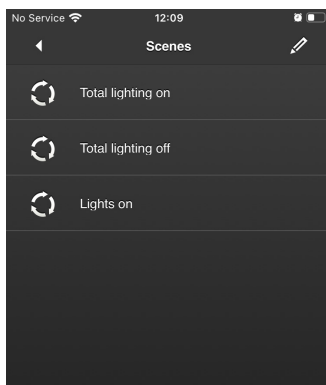 No Service 12:09
Scenes
Total lighting on
Total lighting off
Lights on